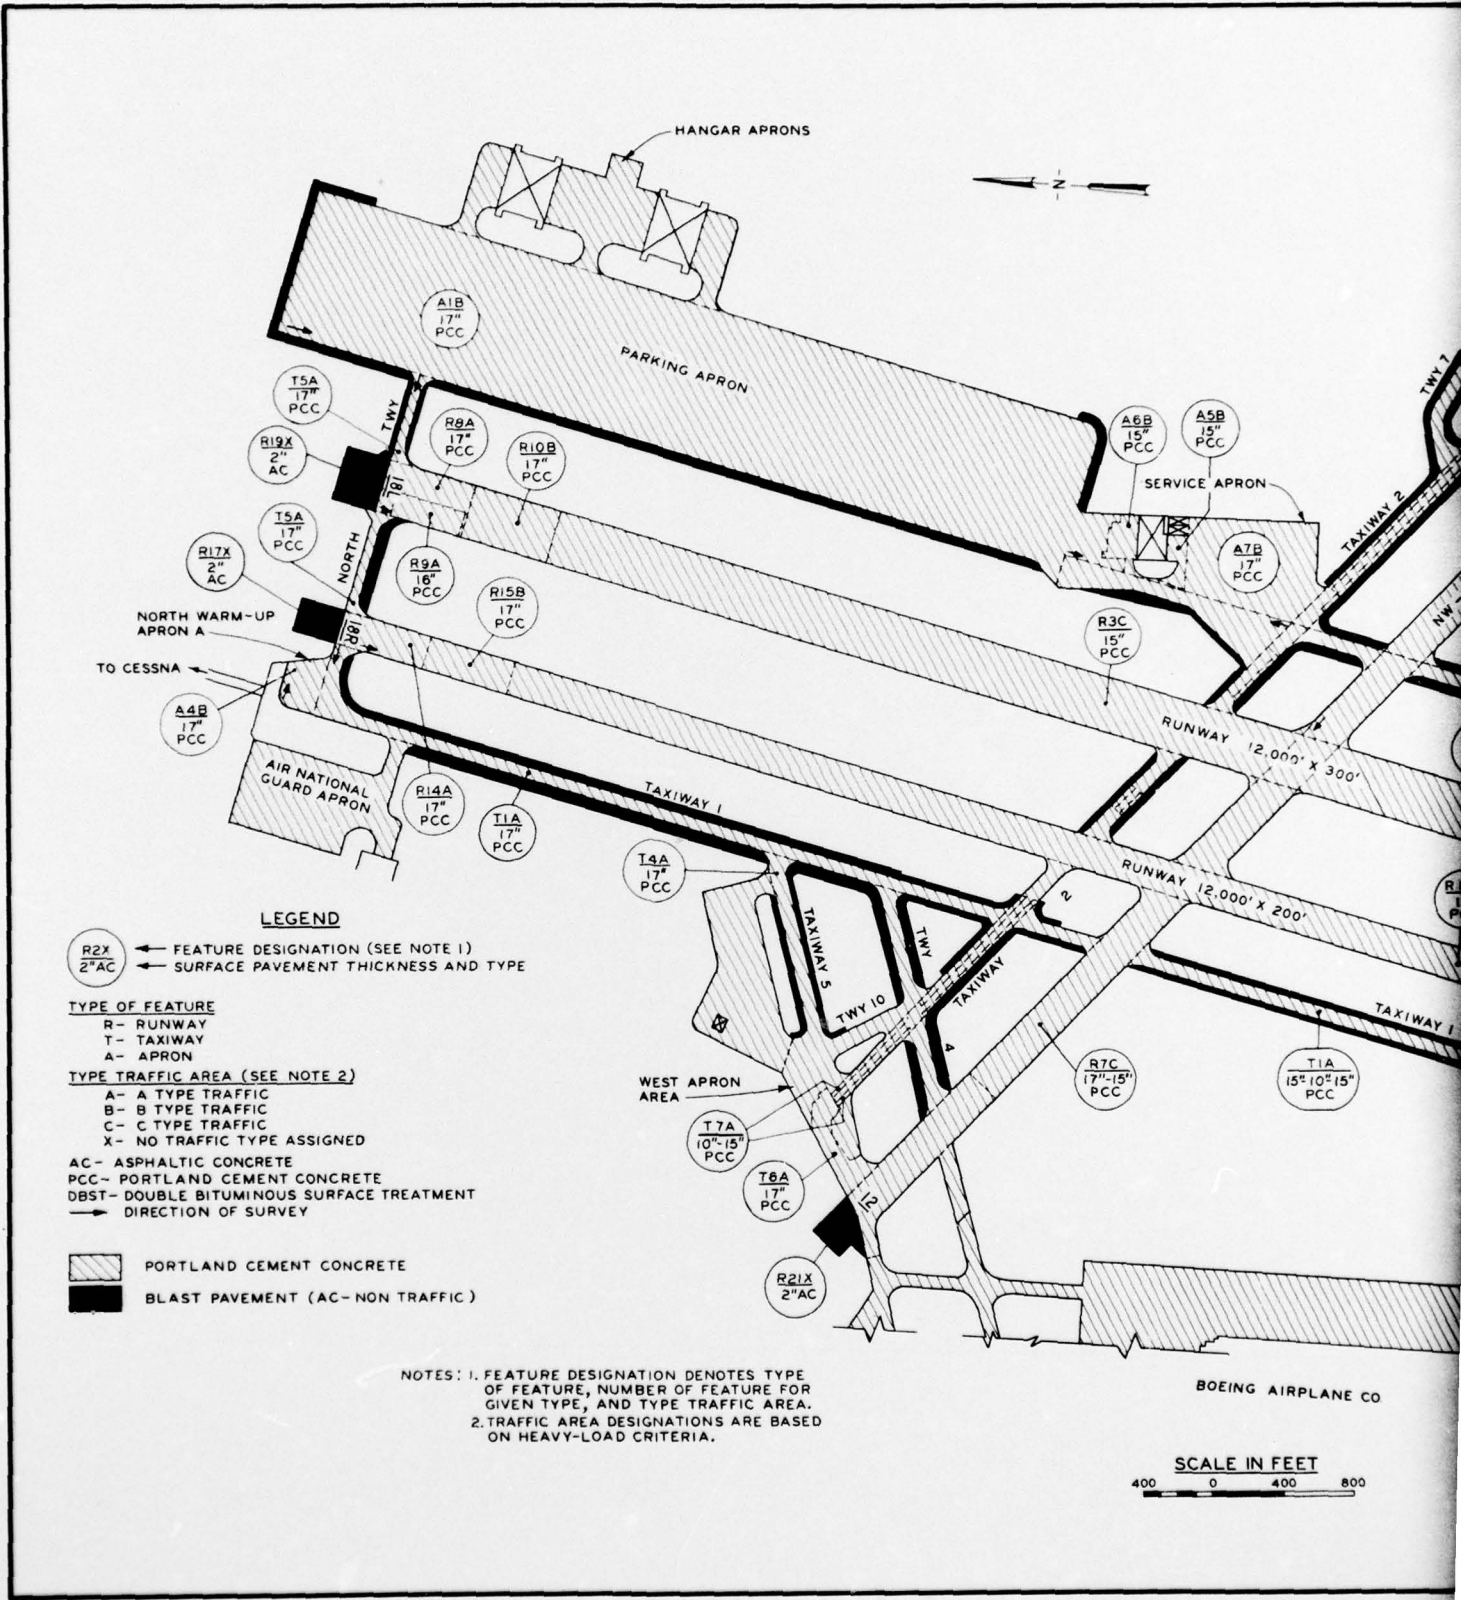 HANGAR APRONS
N
A1B
17"
PCC
PARKING APRON
TWY 7
T5A
17"
PCC
TWY
R8A
17"
PCC
R10B
17"
PCC
A6B
15"
PCC
A5B
15"
PCC
R19X
2"
AC
18L
SERVICE APRON
TAXIWAY 2
T5A
17"
PCC
NORTH
R17X
2"
AC
R9A
16"
PCC
A7B
17"
PCC
R15B
17"
PCC
NORTH WARM-UP
APRON A
18R
R3C
15"
PCC
NW
TO CESSNA
A4B
17"
PCC
RUNWAY 12,000' X 300'
AIR NATIONAL
GUARD APRON
R14A
17"
PCC
T1A
17"
PCC
TAXIWAY 1
T4A
17"
PCC
RUNWAY 12,000' X 200'
2
TAXIWAY 5
TWY
TAXIWAY
TWY 10
4
TAXIWAY 1
R7C
17"-15"
PCC
T1A
15"-10"-15"
PCC
WEST APRON
AREA
T7A
10"-15"
PCC
T6A
17"
PCC
12
R21X
2"AC
BOEING AIRPLANE CO
LEGEND
R2X
2"AC
FEATURE DESIGNATION (SEE NOTE 1)
SURFACE PAVEMENT THICKNESS AND TYPE
TYPE OF FEATURE
R- RUNWAY
T- TAXIWAY
A- APRON
TYPE TRAFFIC AREA (SEE NOTE 2)
A- A TYPE TRAFFIC
B- B TYPE TRAFFIC
C- C TYPE TRAFFIC
X- NO TRAFFIC TYPE ASSIGNED
AC- ASPHALTIC CONCRETE
PCC- PORTLAND CEMENT CONCRETE
DBST- DOUBLE BITUMINOUS SURFACE TREATMENT
DIRECTION OF SURVEY
PORTLAND CEMENT CONCRETE
BLAST PAVEMENT (AC-NON TRAFFIC)
NOTES: 1. FEATURE DESIGNATION DENOTES TYPE
OF FEATURE, NUMBER OF FEATURE FOR
GIVEN TYPE, AND TYPE TRAFFIC AREA.
2. TRAFFIC AREA DESIGNATIONS ARE BASED
ON HEAVY-LOAD CRITERIA.
SCALE IN FEET
400 0 400 800